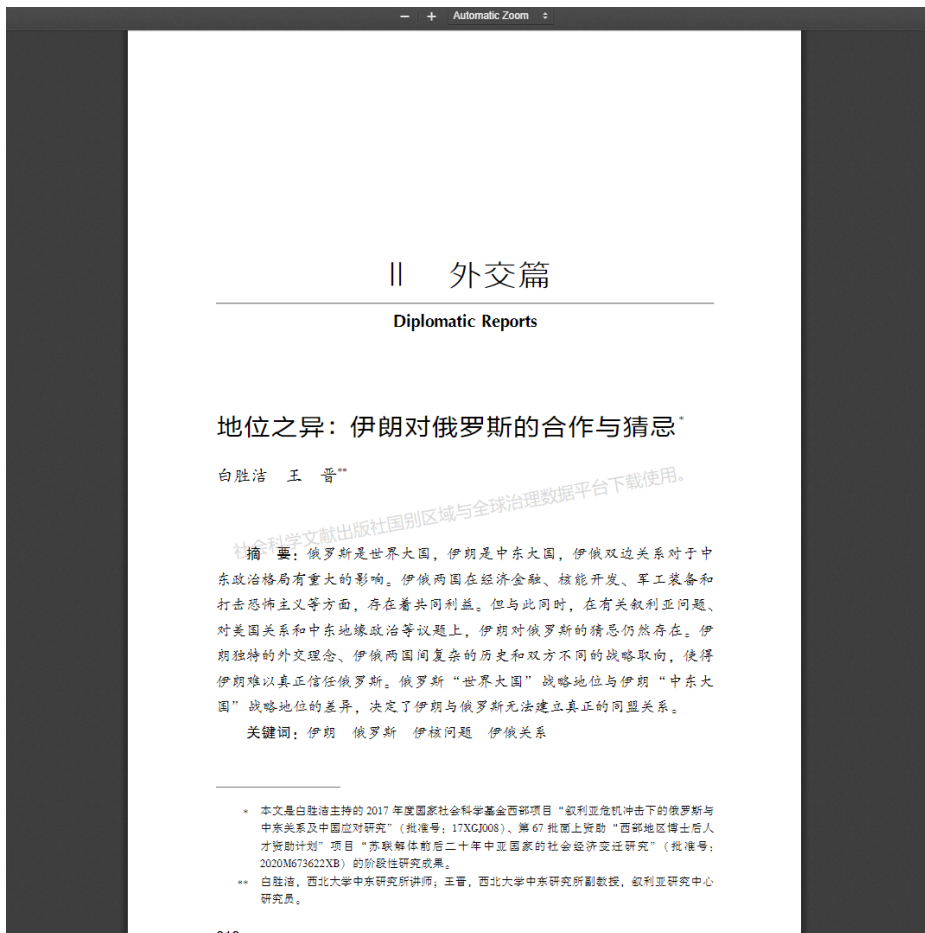 − + Automatic Zoom
Ⅱ 外交篇
Diplomatic Reports
地位之异：伊朗对俄罗斯的合作与猜忌*
白胜洁 王 晋**
社会科学文献出版社国别区域与全球治理数据平台下载使用。
摘 要：俄罗斯是世界大国，伊朗是中东大国，伊俄双边关系对于中
东政治格局有重大的影响。伊俄两国在经济金融、核能开发、军工装备和
打击恐怖主义等方面，存在着共同利益。但与此同时，在有关叙利亚问题、
对美国关系和中东地缘政治等议题上，伊朗对俄罗斯的猜忌仍然存在。伊
朗独特的外交理念、伊俄两国间复杂的历史和双方不同的战略取向，使得
伊朗难以真正信任俄罗斯。俄罗斯“世界大国”战略地位与伊朗“中东大
国”战略地位的差异，决定了伊朗与俄罗斯无法建立真正的同盟关系。
关键词：伊朗 俄罗斯 伊核问题 伊俄关系
* 本文是白胜洁主持的 2017 年度国家社会科学基金西部项目“叙利亚危机冲击下的俄罗斯与
中东关系及中国应对研究”（批准号：17XGJ008）、第 67 批面上资助“西部地区博士后人
才资助计划”项目“苏联解体前后二十年中亚国家的社会经济变迁研究”（批准号：
2020M673622XB）的阶段性研究成果。
** 白胜洁，西北大学中东研究所讲师；王晋，西北大学中东研究所副教授，叙利亚研究中心
研究员。